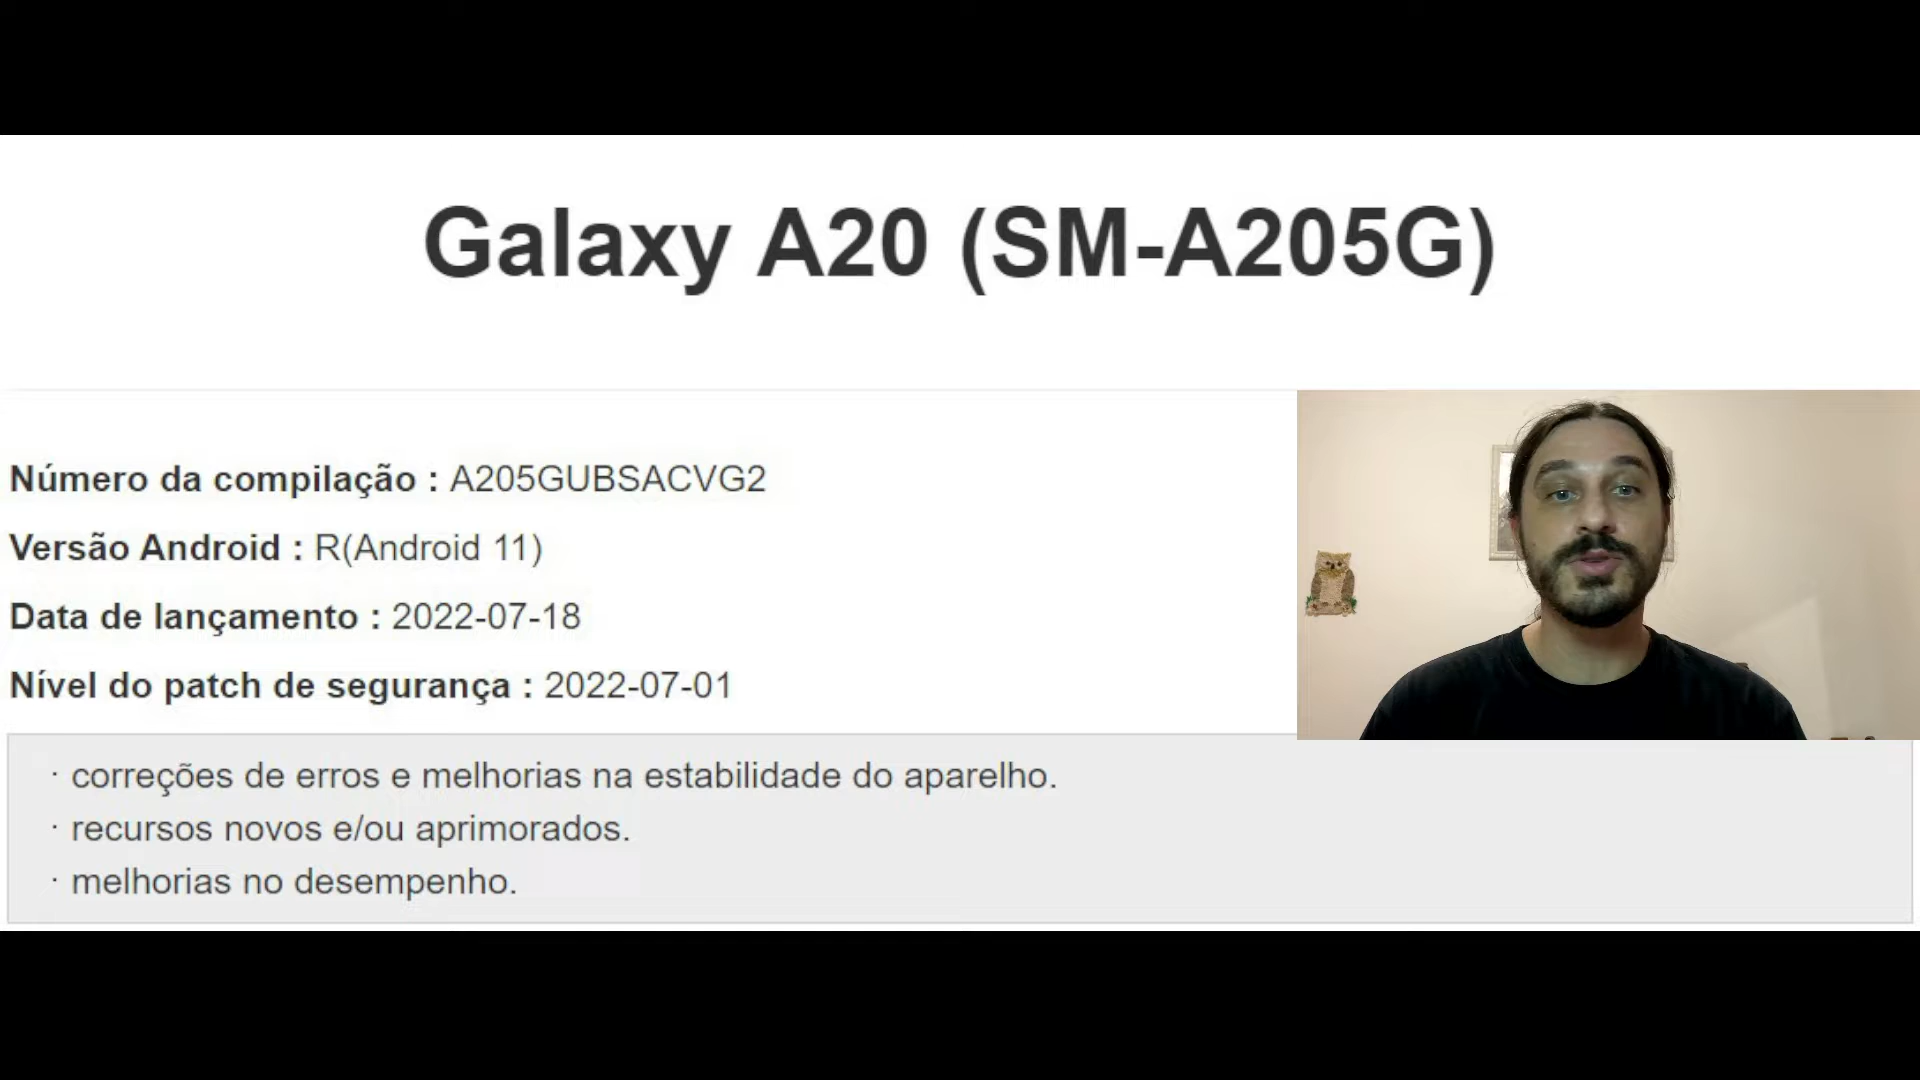 Galaxy A20 (SM-A205G)
Número da compilação : A205GUBSACVG2
Versão Android : R(Android 11)
Data de lançamento : 2022-07-18
Nível do patch de segurança : 2022-07-01
· correções de erros e melhorias na estabilidade do aparelho.
· recursos novos e/ou aprimorados.
· melhorias no desempenho.